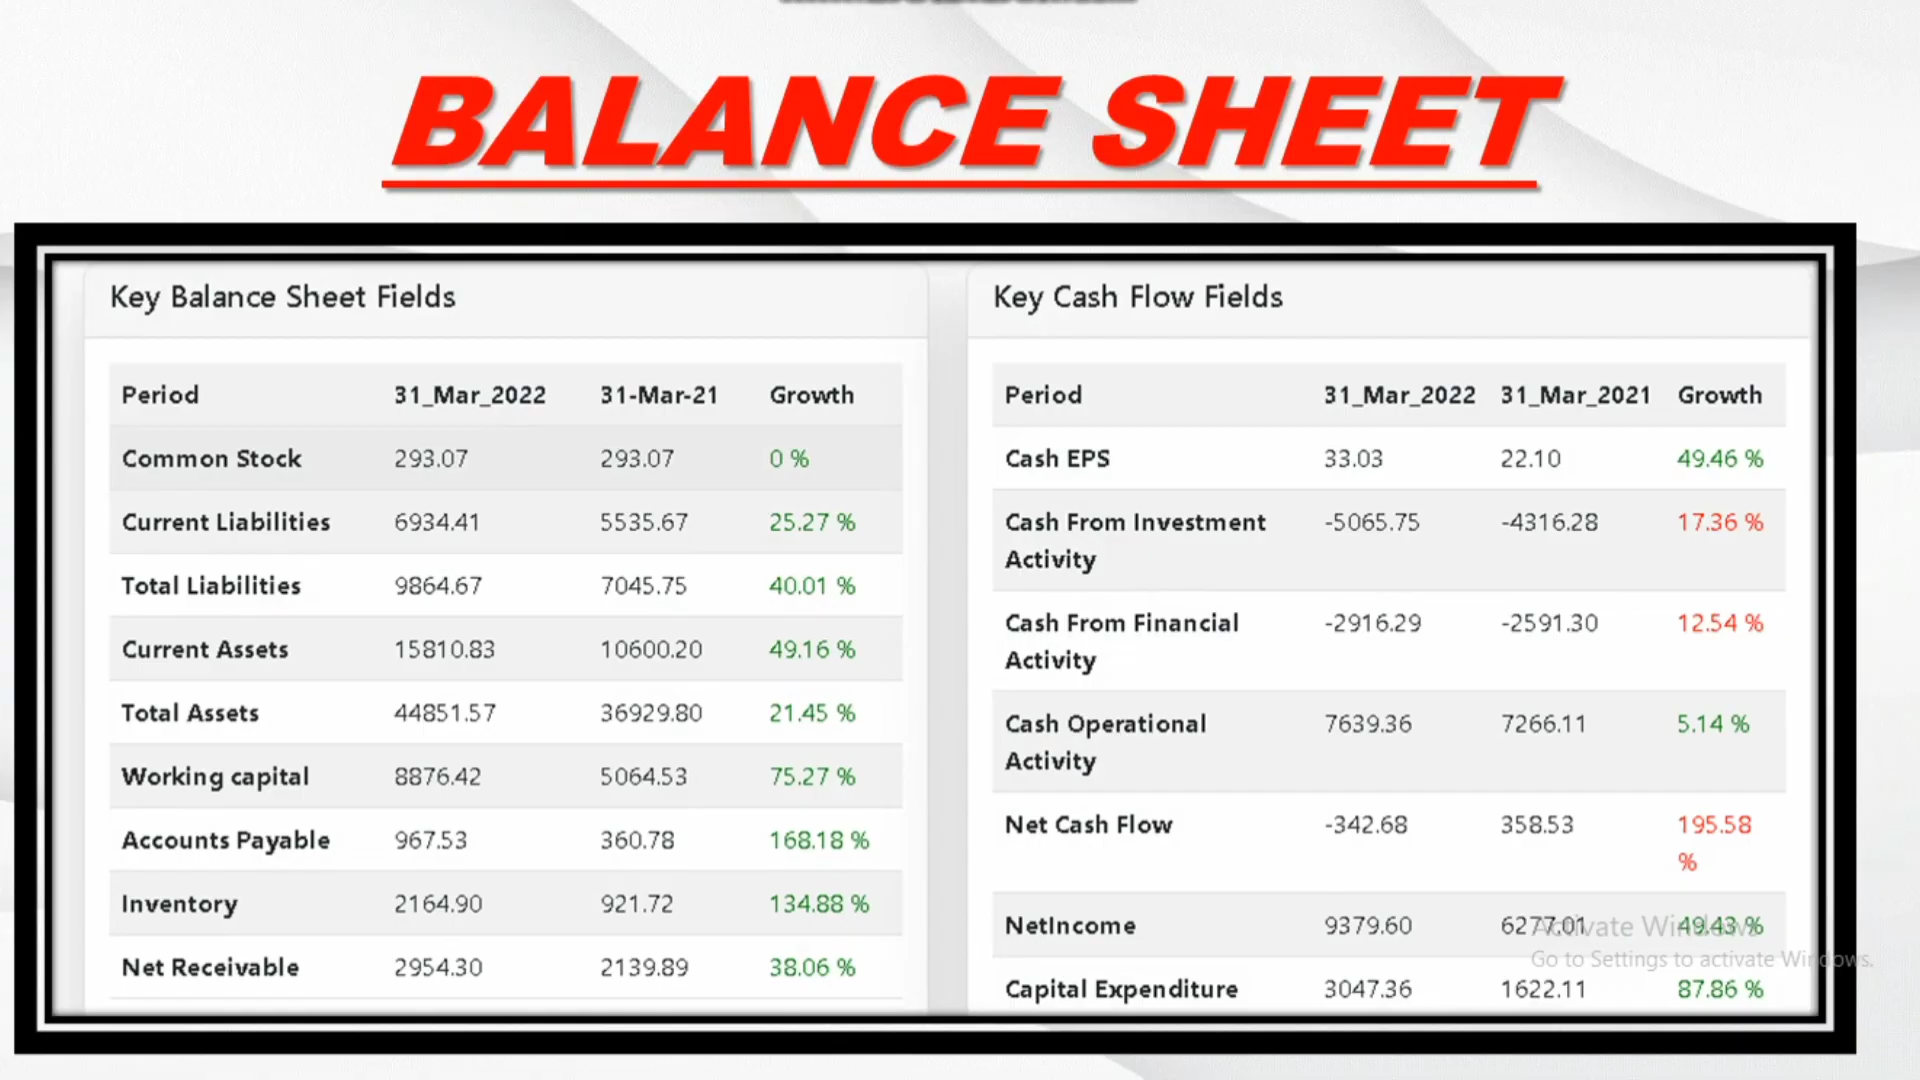 BALANCE SHEET
Key Balance Sheet Fields
Period 31_Mar_2022 31-Mar-21 Growth
Common Stock 293.07 293.07 0 %
Current Liabilities 6934.41 5535.67 25.27 %
Total Liabilities 9864.67 7045.75 40.01 %
Current Assets 15810.83 10600.20 49.16 %
Total Assets 44851.57 36929.80 21.45 %
Working capital 8876.42 5064.53 75.27 %
Accounts Payable 967.53 360.78 168.18 %
Inventory 2164.90 921.72 134.88 %
Net Receivable 2954.30 2139.89 38.06 %
Key Cash Flow Fields
Period 31_Mar_2022 31_Mar_2021 Growth
Cash EPS 33.03 22.10 49.46 %
Cash From Investment -5065.75 -4316.28 17.36 %
Activity
Cash From Financial -2916.29 -2591.30 12.54 %
Activity
Cash Operational 7639.36 7266.11 5.14 %
Activity
Net Cash Flow -342.68 358.53 195.58
%
NetIncome 9379.60 6277.01 49.43 %
Capital Expenditure 3047.36 1622.11 87.86 %
Activate Windows
Go to Settings to activate Windows.